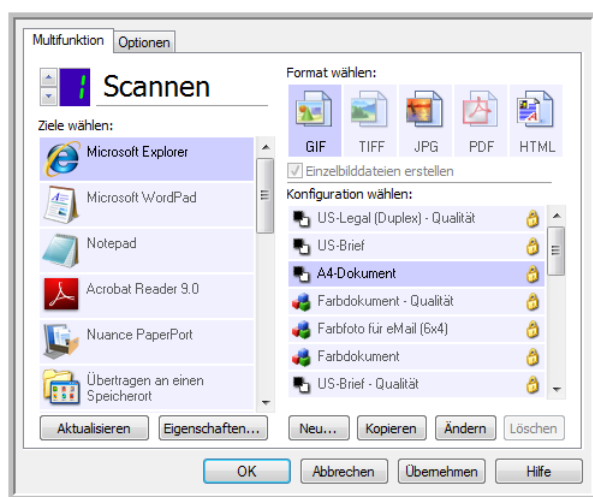 Multifunktion
Optionen
1 Scannen
Ziele wählen:
Microsoft Explorer
Microsoft WordPad
Notepad
Acrobat Reader 9.0
Nuance PaperPort
Übertragen an einen
Speicherort
Aktualisieren
Eigenschaften...
Format wählen:
GIF
TIFF
JPG
PDF
HTML
Einzelbilddateien erstellen
Konfiguration wählen:
US-Legal (Duplex) - Qualität
US-Brief
A4-Dokument
Farbdokument - Qualität
Farbfoto für eMail (6x4)
Farbdokument
US-Brief - Qualität
Neu...
Kopieren
Ändern
Löschen
OK
Abbrechen
Übernehmen
Hilfe